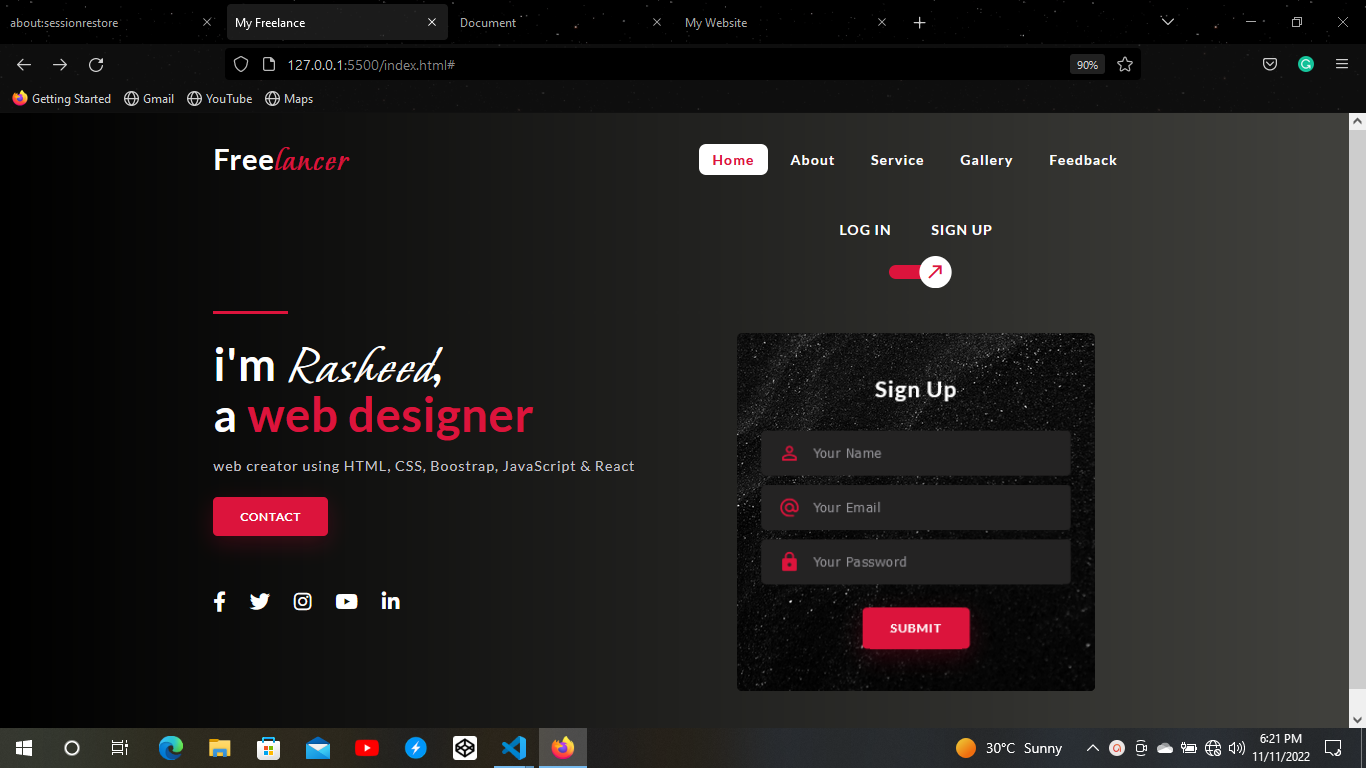 about:sessionrestore
My Freelance
Document
My Website
127.0.0.1:5500/index.html#
90%
Getting Started
Gmail
YouTube
Maps
Freelancer
Home
About
Service
Gallery
Feedback
LOG IN
SIGN UP
i'm Rasheed,
a web designer
web creator using HTML, CSS, Boostrap, JavaScript & React
CONTACT
Sign Up
Your Name
Your Email
Your Password
SUBMIT
30°C Sunny
6:21 PM
11/11/2022